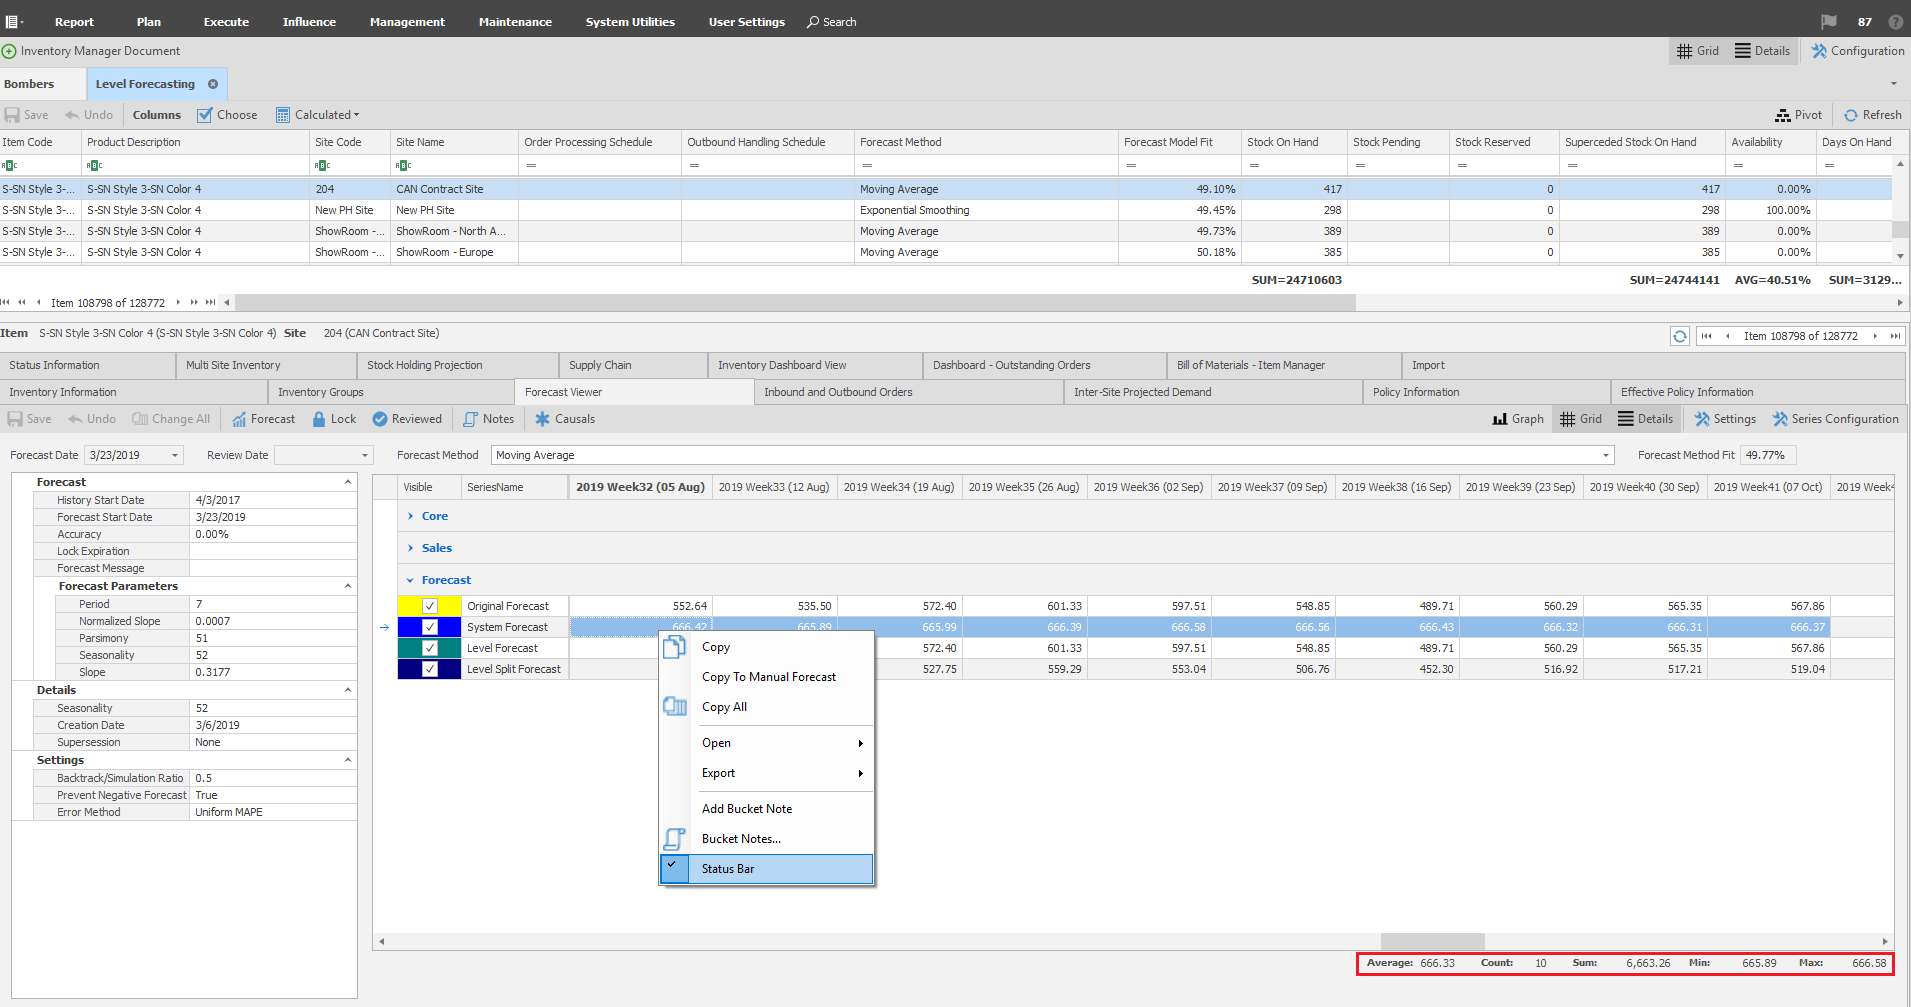 Report Plan Execute Influence Management Maintenance System Utilities User Settings Search 87
Inventory Manager Document Grid Details Configuration
Bombers Level Forecasting
Save Undo Columns Choose Calculated Pivot Refresh
Item Code Product Description Site Code Site Name Order Processing Schedule Outbound Handling Schedule Forecast Method Forecast Model Fit Stock On Hand Stock Pending Stock Reserved Superceded Stock On Hand Availability Days On Hand
ABC ABC ABC ABC = = = = = = = = = =
S-SN Style 3-... S-SN Style 3-SN Color 4 204 CAN Contract Site Moving Average 49.10% 417 0 417 0.00%
S-SN Style 3-... S-SN Style 3-SN Color 4 New PH Site New PH Site Exponential Smoothing 49.45% 298 0 298 100.00%
S-SN Style 3-... S-SN Style 3-SN Color 4 ShowRoom -... ShowRoom - North A... Moving Average 49.73% 389 0 389 0.00%
S-SN Style 3-... S-SN Style 3-SN Color 4 ShowRoom -... ShowRoom - Europe Moving Average 50.18% 385 0 385 0.00%
SUM=24710603 SUM=24744141 AVG=40.51% SUM=3129...
Item 108798 of 128772
Item S-SN Style 3-SN Color 4 (S-SN Style 3-SN Color 4) Site 204 (CAN Contract Site) Item 108798 of 128772
Status Information Multi Site Inventory Stock Holding Projection Supply Chain Inventory Dashboard View Dashboard - Outstanding Orders Bill of Materials - Item Manager Import
Inventory Information Inventory Groups Forecast Viewer Inbound and Outbound Orders Inter-Site Projected Demand Policy Information Effective Policy Information
Save Undo Change All Forecast Lock Reviewed Notes Causals Graph Grid Details Settings Series Configuration
Forecast Date 3/23/2019 Review Date Forecast Method Moving Average Forecast Method Fit 49.77%
Forecast
History Start Date 4/3/2017
Forecast Start Date 3/23/2019
Accuracy 0.00%
Lock Expiration
Forecast Message
Forecast Parameters
Period 7
Normalized Slope 0.0007
Parsimony 51
Seasonality 52
Slope 0.3177
Details
Seasonality 52
Creation Date 3/6/2019
Supersession None
Settings
Backtrack/Simulation Ratio 0.5
Prevent Negative Forecast True
Error Method Uniform MAPE
Visible SeriesName 2019 Week32 (05 Aug) 2019 Week33 (12 Aug) 2019 Week34 (19 Aug) 2019 Week35 (26 Aug) 2019 Week36 (02 Sep) 2019 Week37 (09 Sep) 2019 Week38 (16 Sep) 2019 Week39 (23 Sep) 2019 Week40 (30 Sep) 2019 Week41 (07 Oct) 2019 Week4
Core
Sales
Forecast
Original Forecast 552.64 535.50 572.40 601.33 597.51 548.85 489.71 560.29 565.35 567.86
System Forecast 666.42 665.89 665.99 666.39 666.58 666.56 666.43 666.32 666.31 666.37
Level Forecast 572.40 601.33 597.51 548.85 489.71 560.29 565.35 567.86
Level Split Forecast 527.75 559.29 553.04 506.76 452.30 516.92 517.21 519.04
Copy
Copy To Manual Forecast
Copy All
Open
Export
Add Bucket Note
Bucket Notes...
Status Bar
Average: 666.33 Count: 10 Sum: 6,663.26 Min: 665.89 Max: 666.58